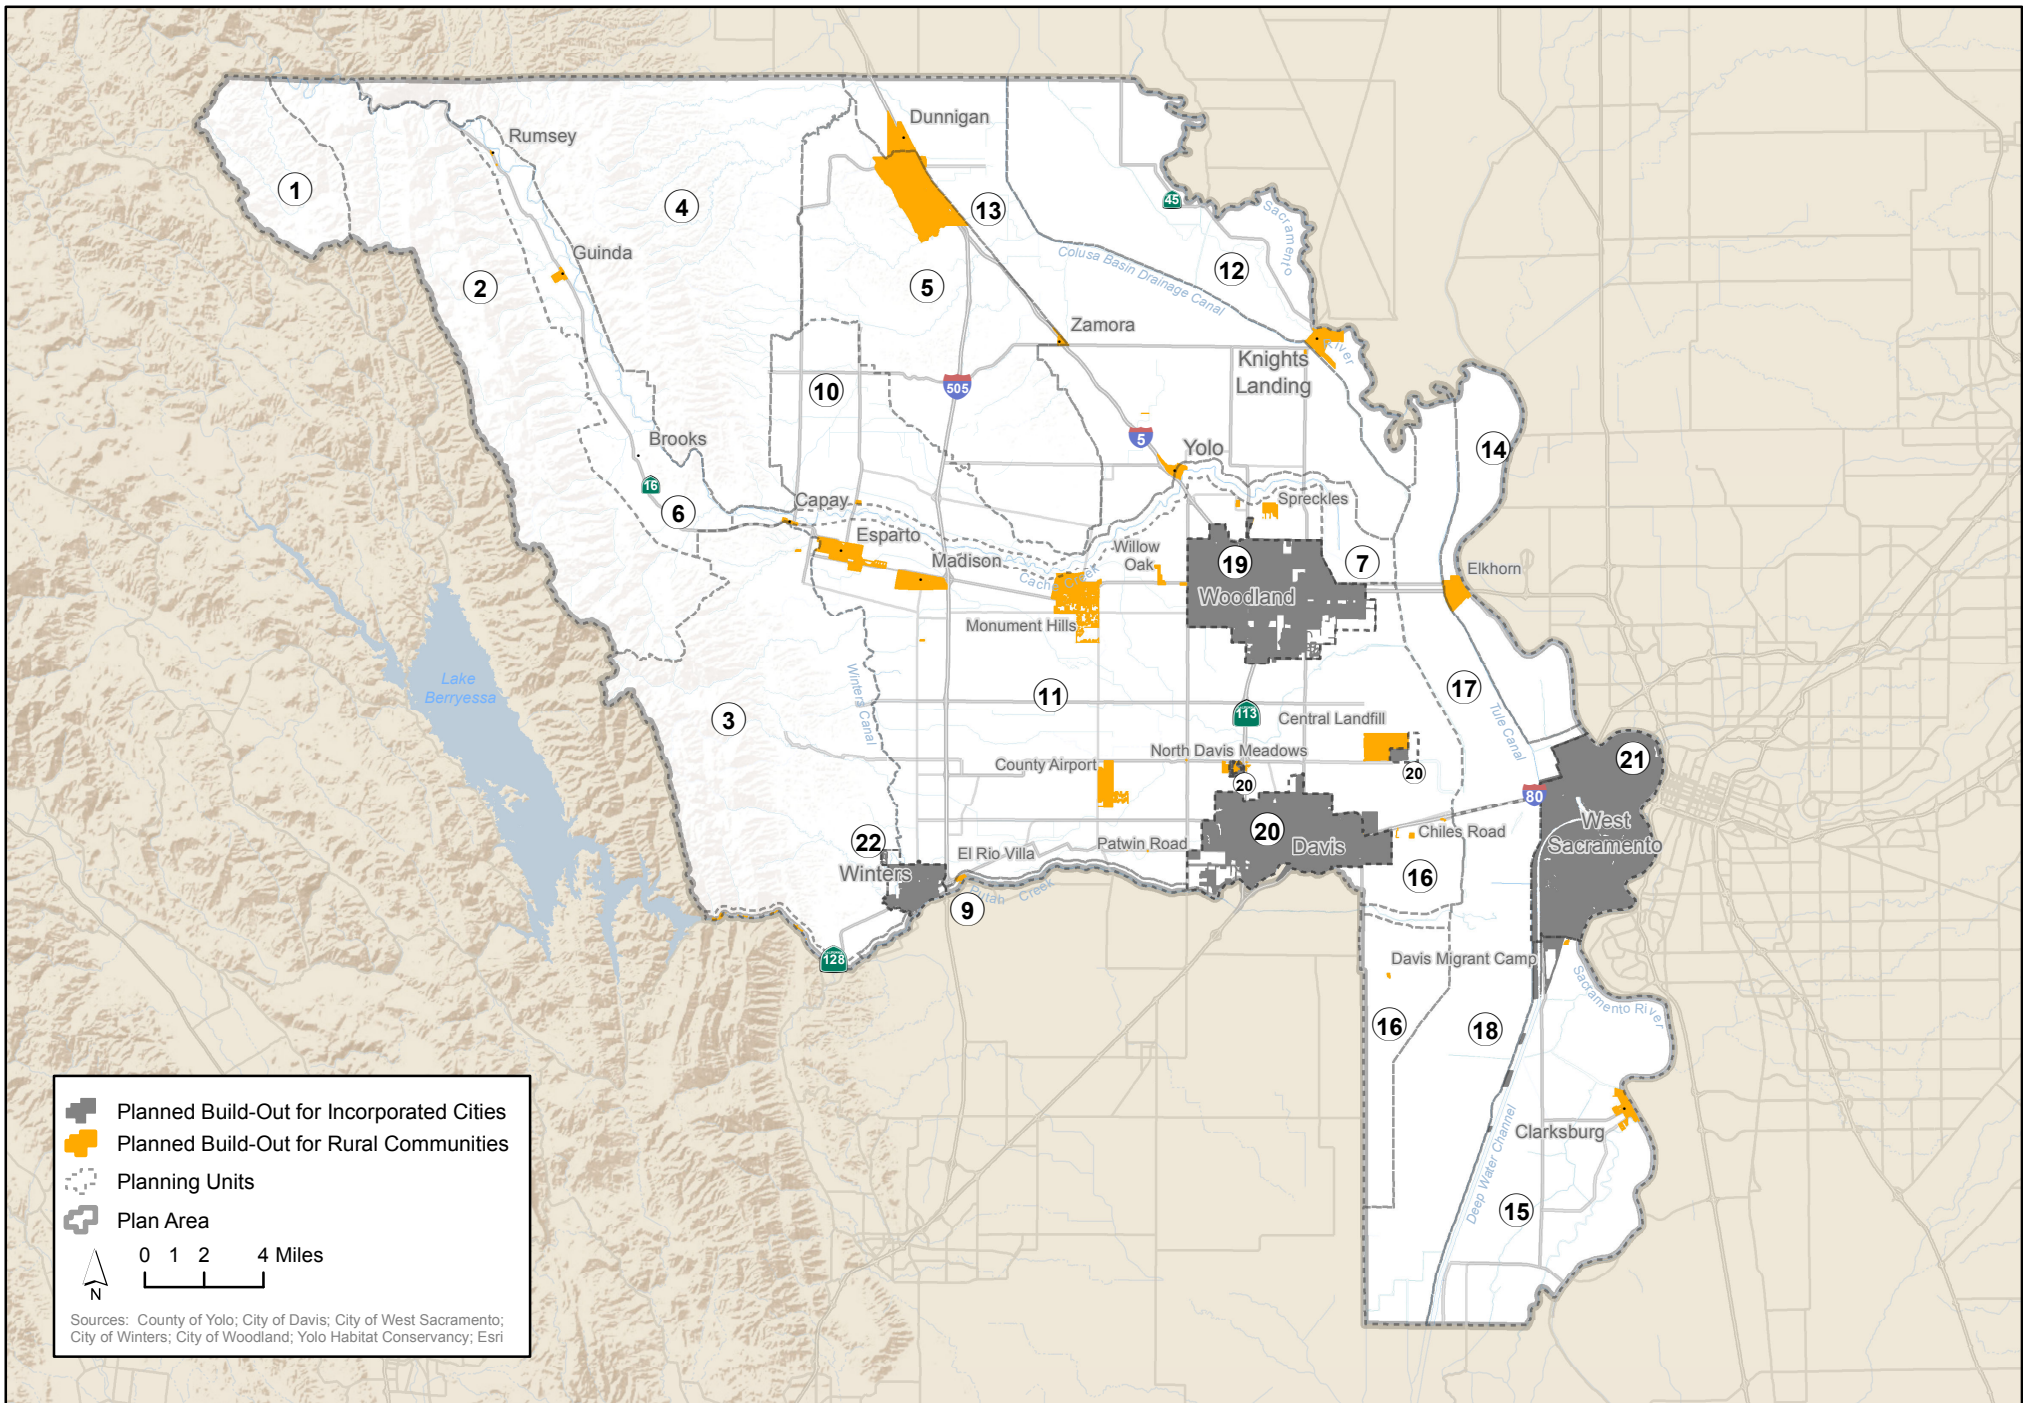 Dunnigan
Rumsey
1
4
45
13
Sacramento
Guinda
Colusa Basin Drainage Canal
12
2
5
Zamora
River
Knights
Landing
505
10
5
Brooks
Yolo
14
16
Capay
Spreckles
6
Esparto
Willow
Oak
19
7
Madison
Cache Creek
Elkhorn
Woodland
Monument Hills
Winters Canal
Lake
Berryessa
11
17
3
113
Central Landfill
Tule Canal
North Davis Meadows
21
County Airport
20
20
80
22
20
Davis
Chiles Road
West
Sacramento
El Rio Villa
Patwin Road
Winters
16
Putah Creek
9
128
Davis Migrant Camp
Sacramento River
16
18
Deep Water Channel
Clarksburg
15
Planned Build-Out for Incorporated Cities
Planned Build-Out for Rural Communities
Planning Units
Plan Area
0 1 2 4 Miles
N
Sources: County of Yolo; City of Davis; City of West Sacramento;
City of Winters; City of Woodland; Yolo Habitat Conservancy; Esri